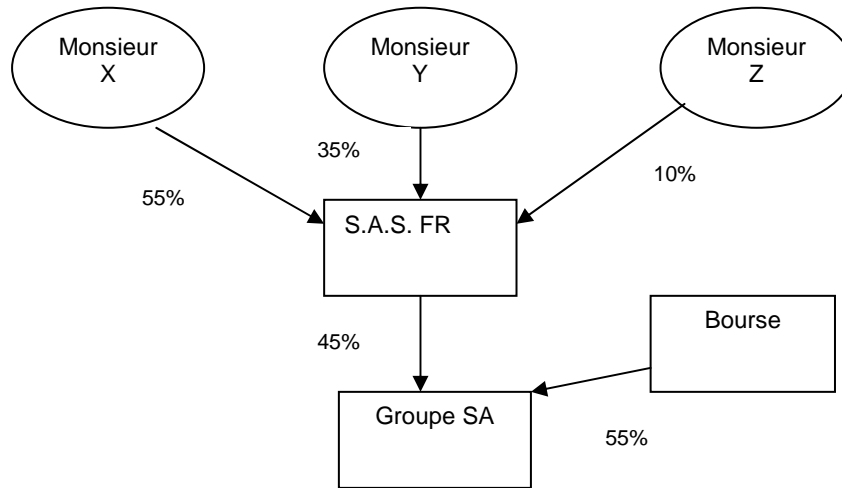 Monsieur
X
Monsieur
Y
Monsieur
Z
35%
55%
10%
S.A.S. FR
45%
Bourse
Groupe SA
55%